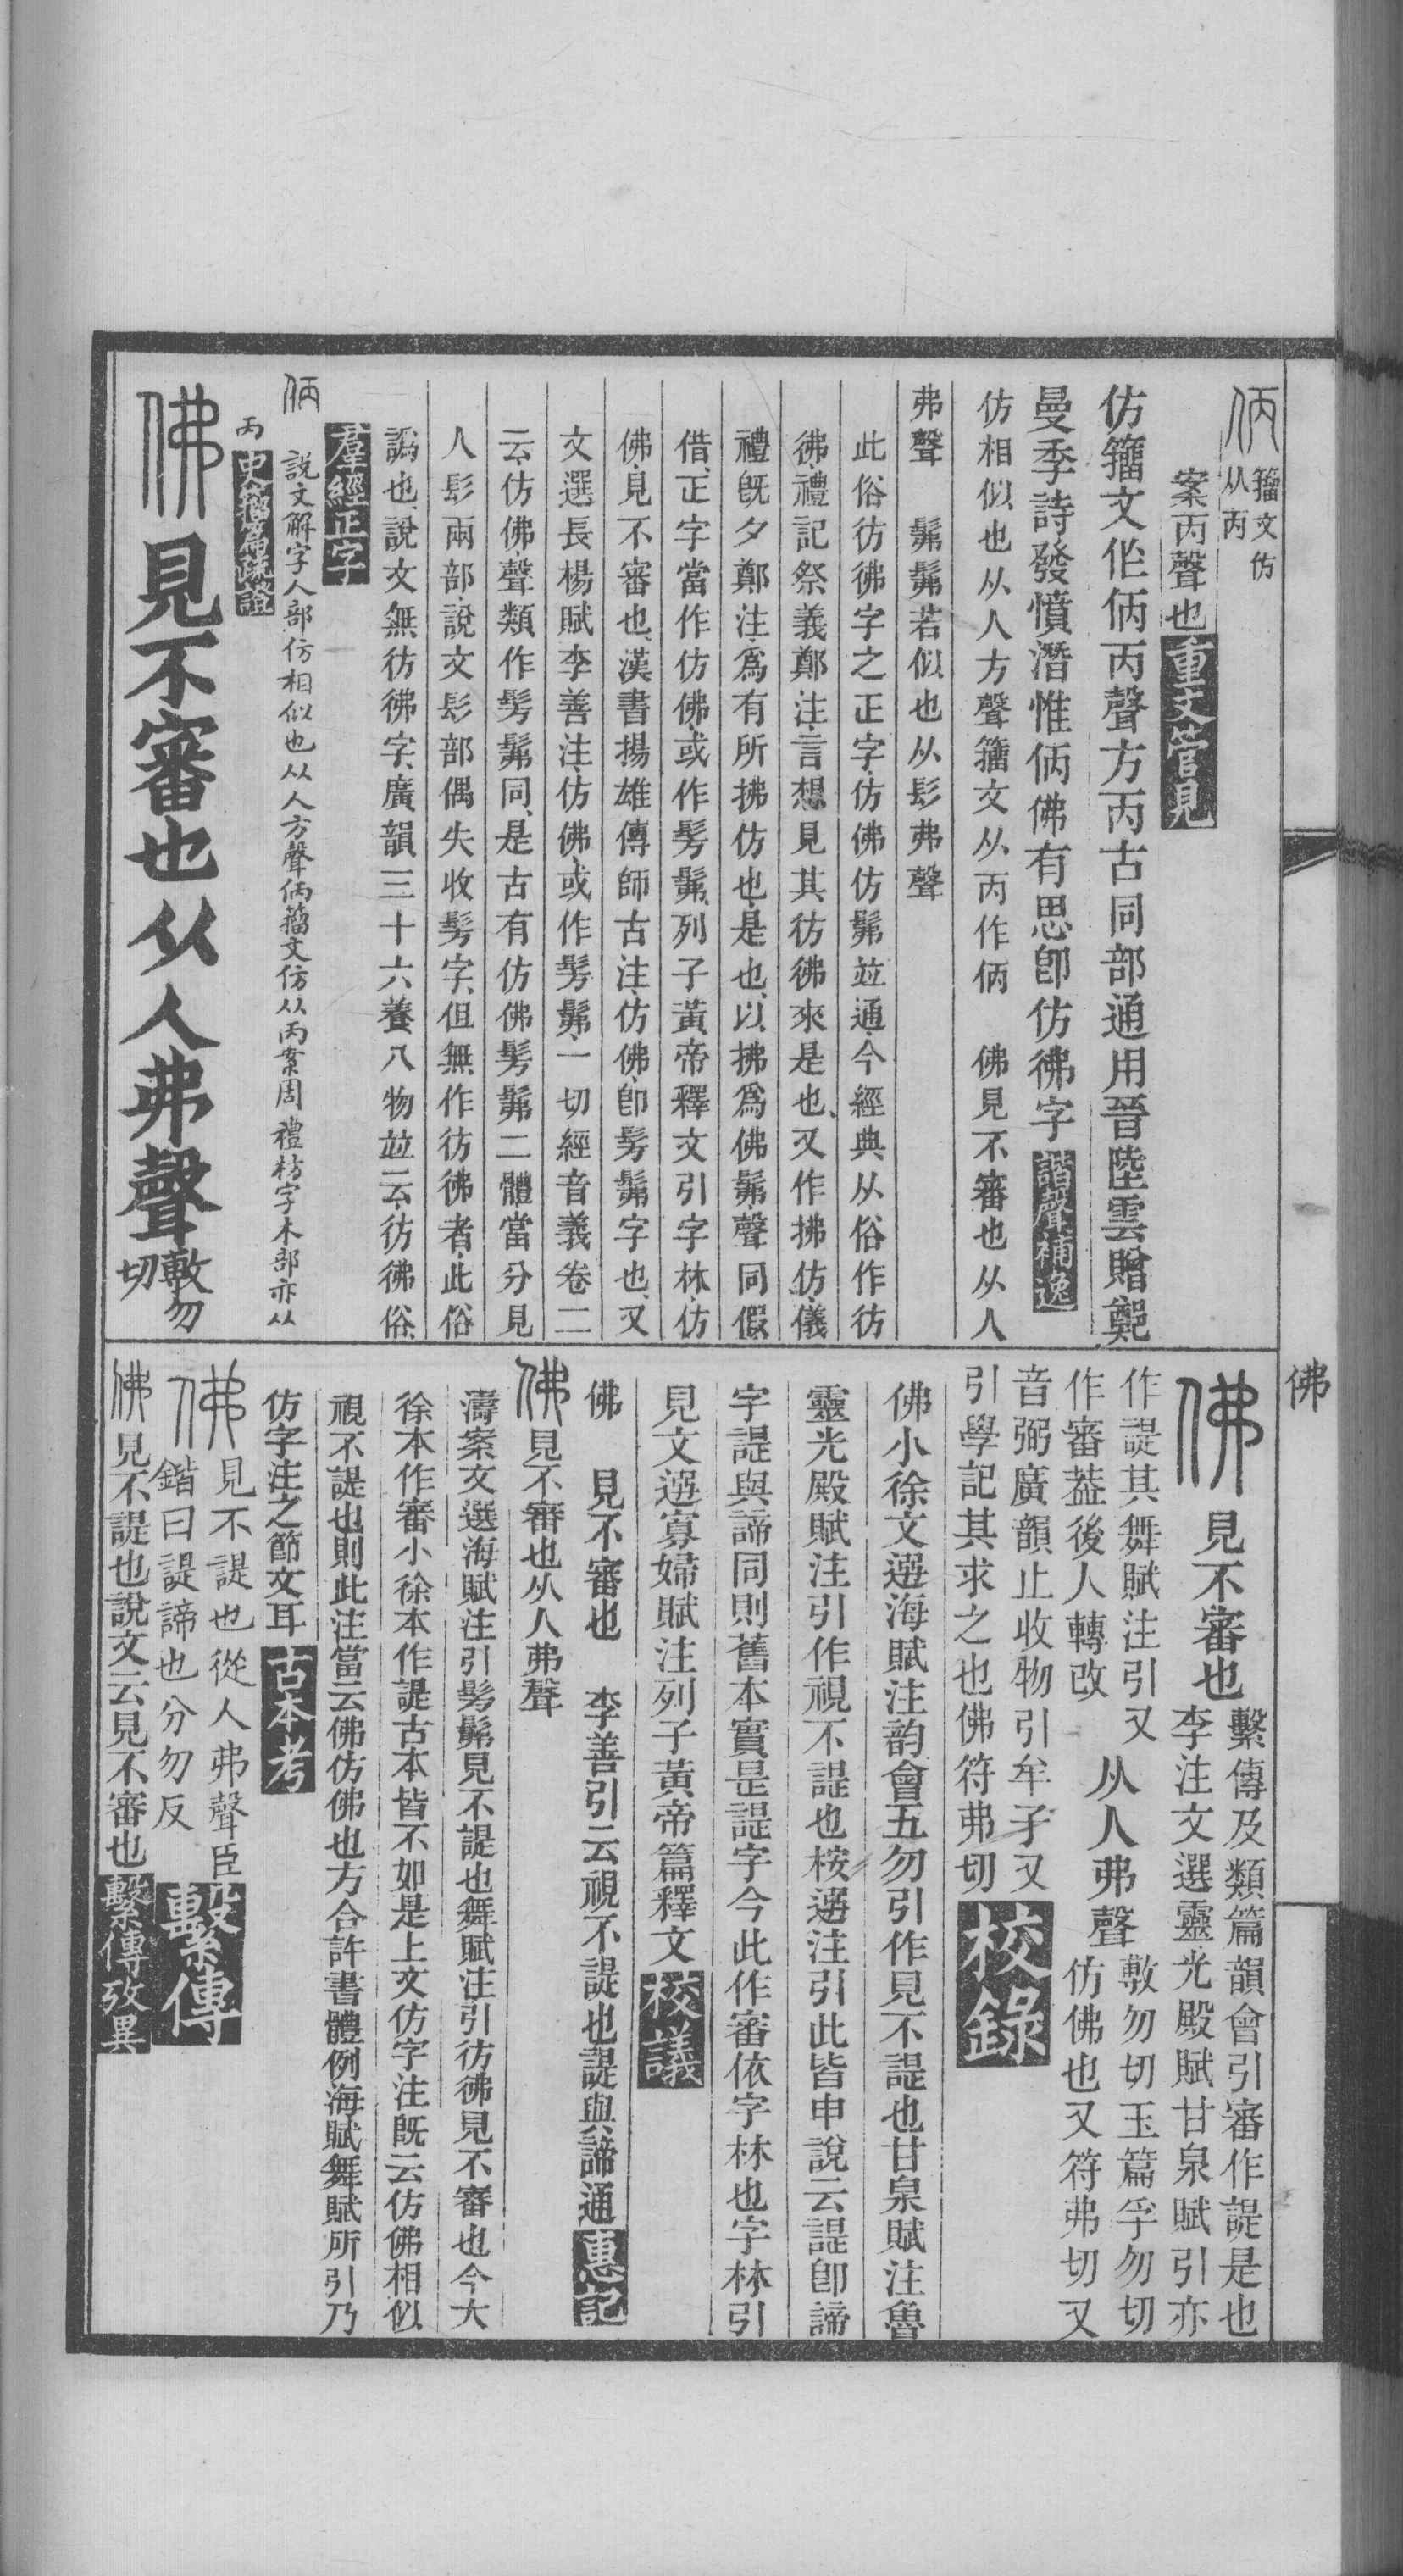 佛
㑂籀文仿
从丙
案丙聲也重文管見
仿籀文作㑂丙聲方丙古同部通用晉陸雲贈鄭
曼季詩發憤潛惟㑂佛有思卽仿彿字諧聲補逸
仿相似也从人方聲籀文从丙作㑂　佛見不審也从人
弗聲　髴髴若似也从髟弗聲
此俗彷彿字之正字、仿佛仿髴竝通、今經典从俗作彷
彿、禮記祭義鄭注、言想見其彷彿來是也、又作拂仿、儀
禮旣夕鄭注、爲有所拂仿也、是也、以拂爲佛髴聲同假
借、正字當作仿佛、或作髣髴、列子黃帝釋文引字林、仿
佛、見不審也、漢書揚雄傳師古注、仿佛、卽髣髴字也、又
文選長楊賦李善注、仿佛、或作髣髴、一切經音義卷二
云、仿佛、聲類作髣髴同、是古有仿佛髣髴二體、當分見
人髟兩部、說文髟部偶失收髣字、但無作彷彿者、此俗
譌也、說文無彷彿字、廣韻三十六養八物竝云、彷彿俗、
羣經正字
㑂
說文解字人部仿相似也从人方聲㑂籀文仿从丙案周禮枋字木部亦从
丙史籀篇疏證
佛見不審也从人弗聲敷勿
切
佛見不審也繫傳及類篇韻會引審作諟是也
李注文選靈光殿賦甘泉賦引亦
作諟其舞賦注引又
作審葢後人轉改从人弗聲敷勿切玉篇孚勿切
仿佛也又符弗切又
音弼廣韻止收物引牟矛又
引學記其求之也佛符弗切校錄
佛小徐文選海賦注韵會五勿引作見不諟也甘泉賦注魯
靈光殿賦注引作視不諟也桉選注引此皆申說云諟卽諦
字諟與諦同則舊本實是諟字今此作審依字林也字林引
見文選寡婦賦注列子黃帝篇釋文校議
佛　見不審也　李善引云視不諟也諟與諦通惠記
佛見不審也从人弗聲
濤案文選海賦注引髣髴見不諟也舞賦注引彷彿見不審也今大
徐本作審小徐本作諟古本皆不如是上文仿字注旣云仿佛相似
視不諟也則此注當云佛仿佛也方合許書體例海賦舞賦所引乃
仿字注之節文耳古本考
佛見不諟也從人弗聲臣
鍇曰諟諦也分勿反繫傳
佛見不諟也說文云見不審也繫傳攷異